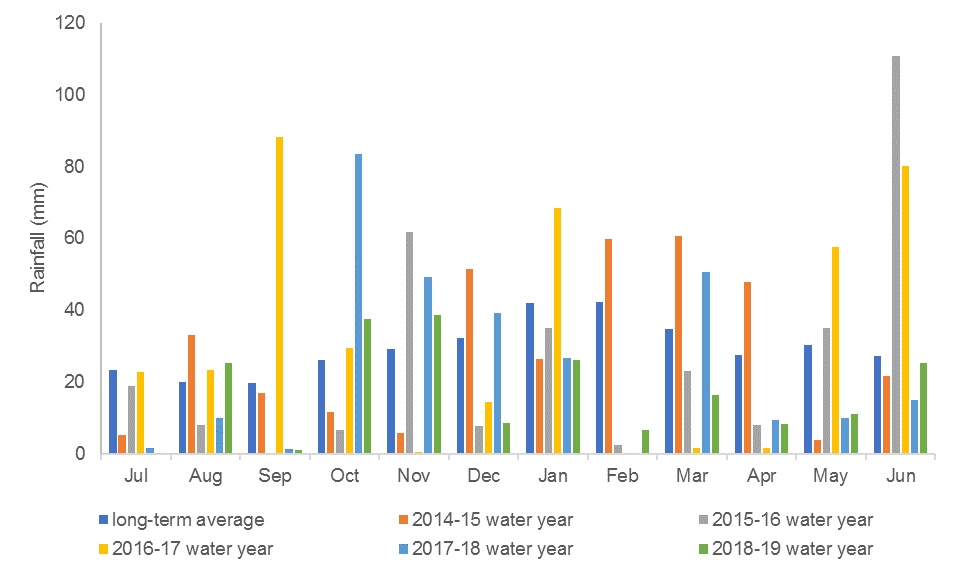 120
100
80
60
40
20
0
Rainfall (mm)
Jul Aug Sep Oct Nov Dec Jan Feb Mar Apr May Jun
long-term average 2014-15 water year 2015-16 water year
2016-17 water year 2017-18 water year 2018-19 water year